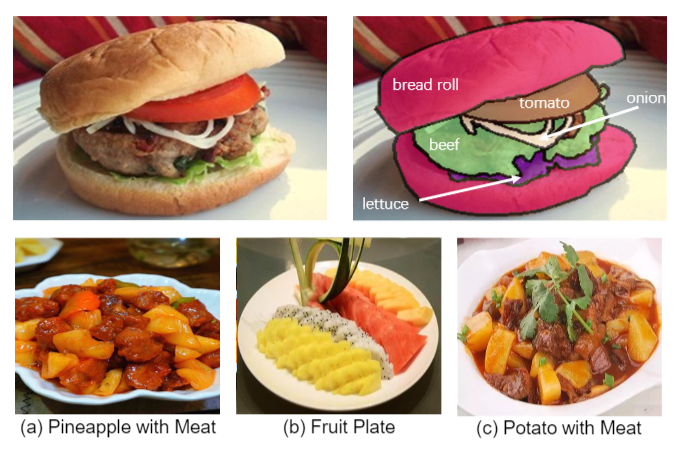 bread roll
tomato
onion
beef
lettuce
(a) Pineapple with Meat
(b) Fruit Plate
(c) Potato with Meat